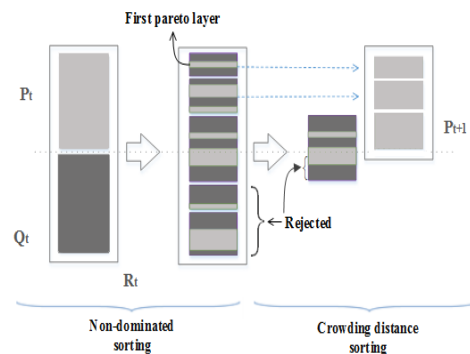 First pareto layer
Pt
Pt+1
Rejected
Qt
Rt
Non-dominated
sorting
Crowding distance
sorting